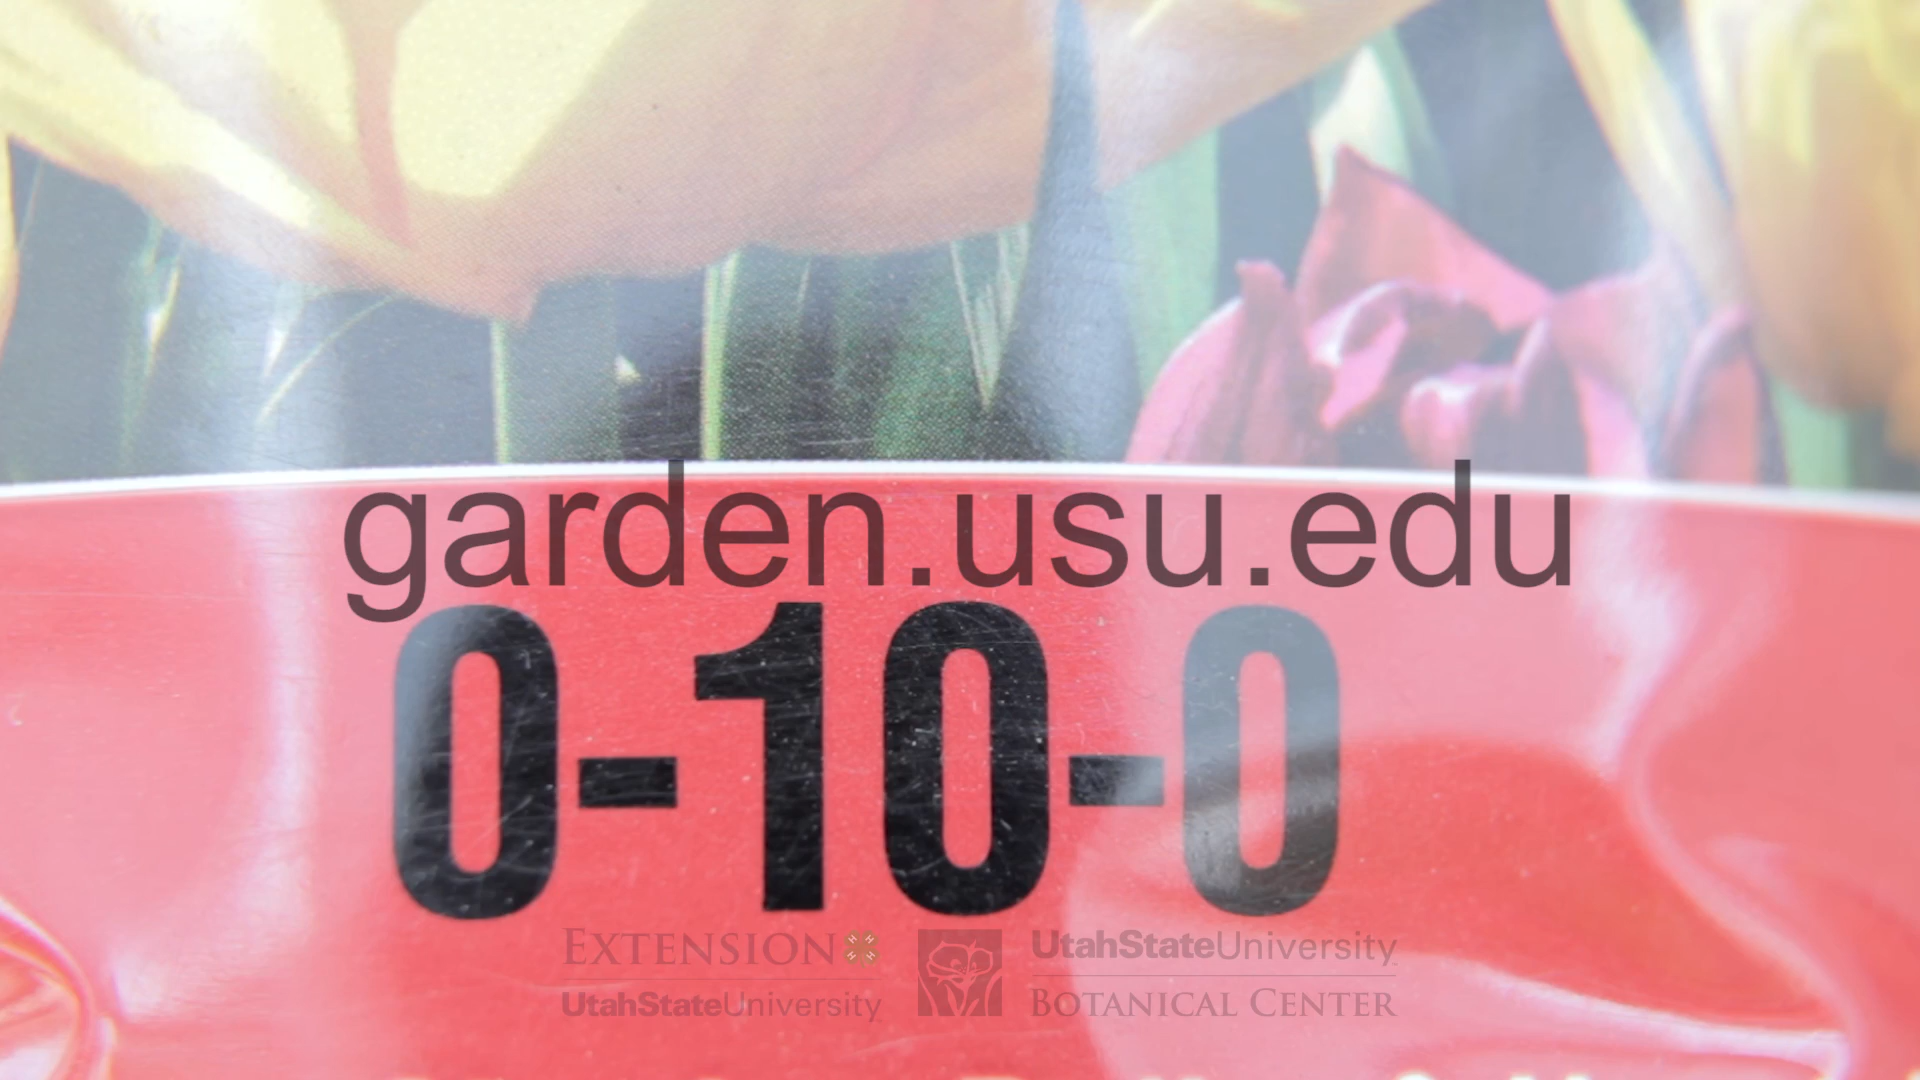 garden.usu.edu
0-10-0
EXTENSION
UtahStateUniversity
UtahStateUniversity
BOTANICAL CENTER